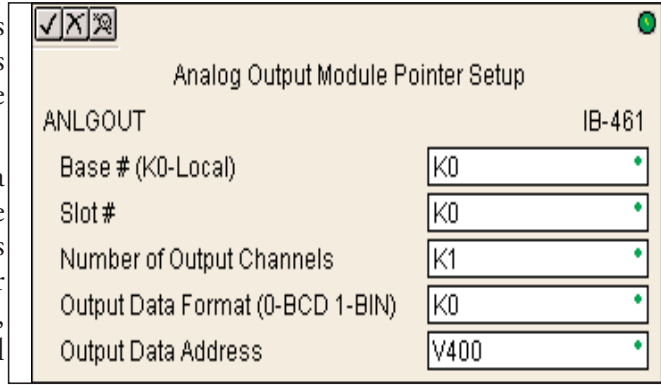 Analog Output Module Pointer Setup
ANLGOUT IB-461
Base # (K0-Local) K0
Slot # K0
Number of Output Channels K1
Output Data Format (0-BCD 1-BIN) K0
Output Data Address V400